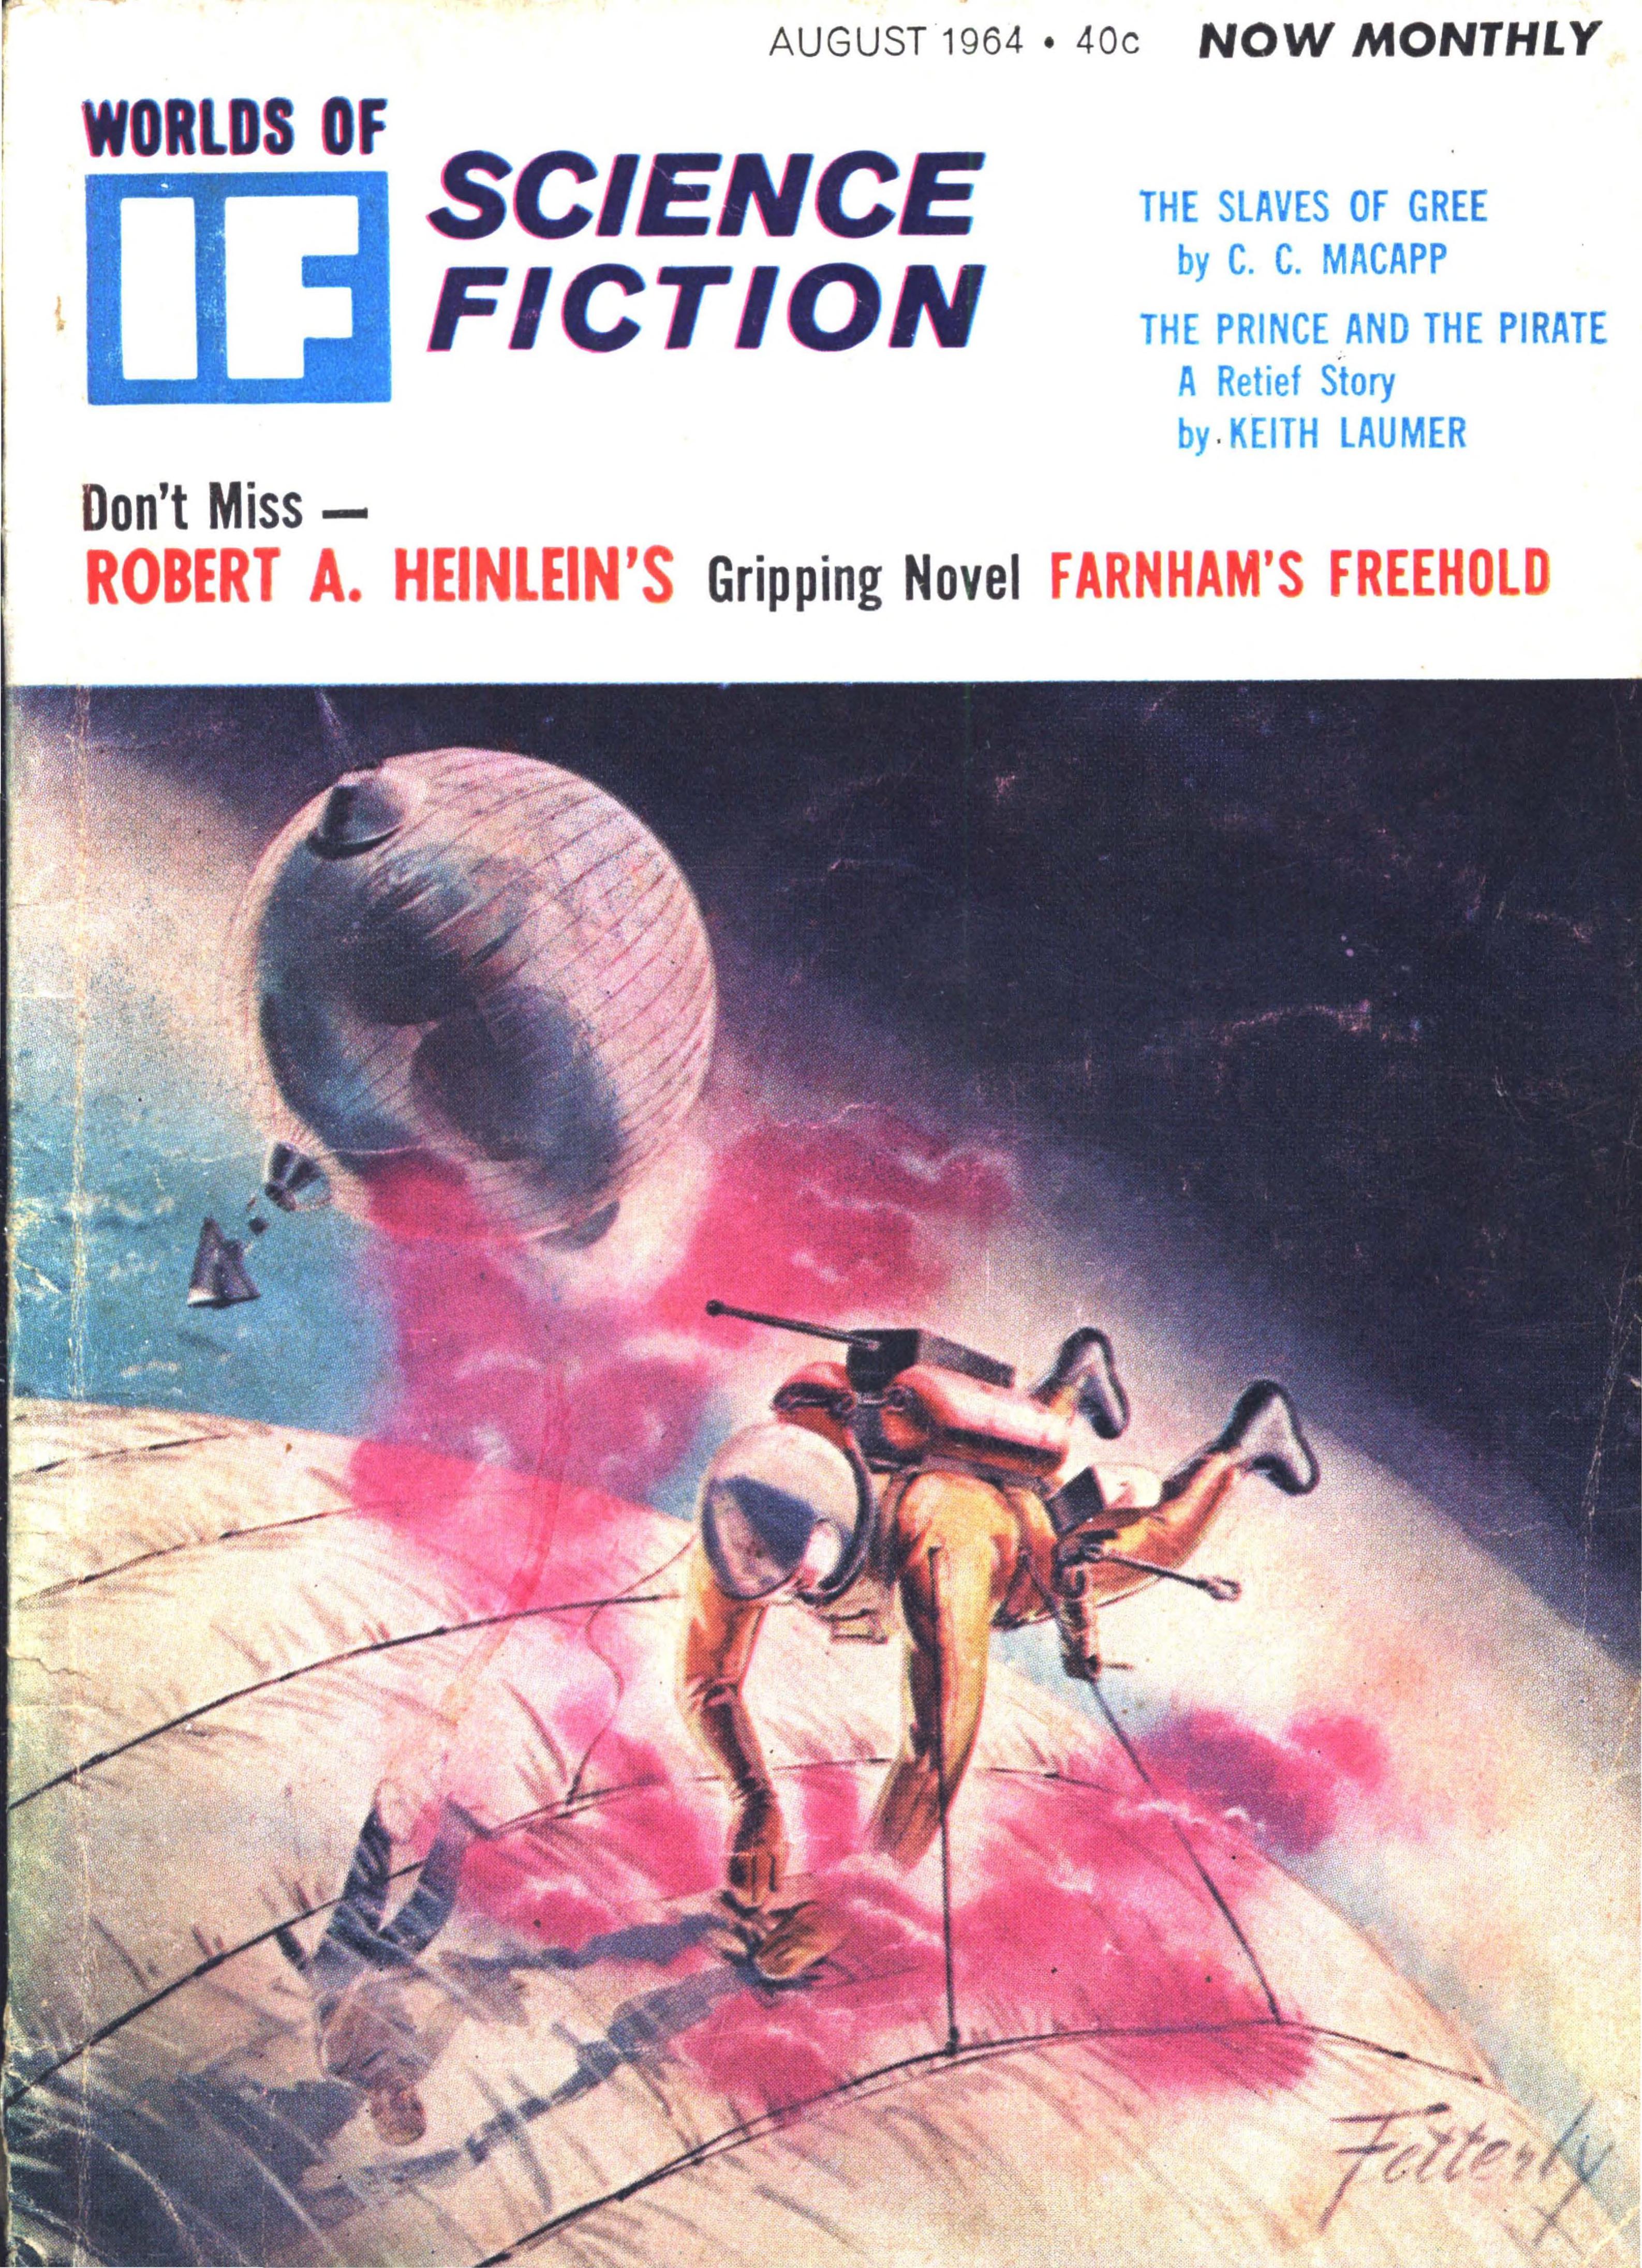 AUGUST 1964 • 40c NOW MONTHLY
WORLDS OF
IF
SCIENCE
FICTION
THE SLAVES OF GREE
by C. C. MACAPP
THE PRINCE AND THE PIRATE
A Retief Story
by KEITH LAUMER
Don't Miss —
ROBERT A. HEINLEIN'S Gripping Novel FARNHAM'S FREEHOLD
Fetterly